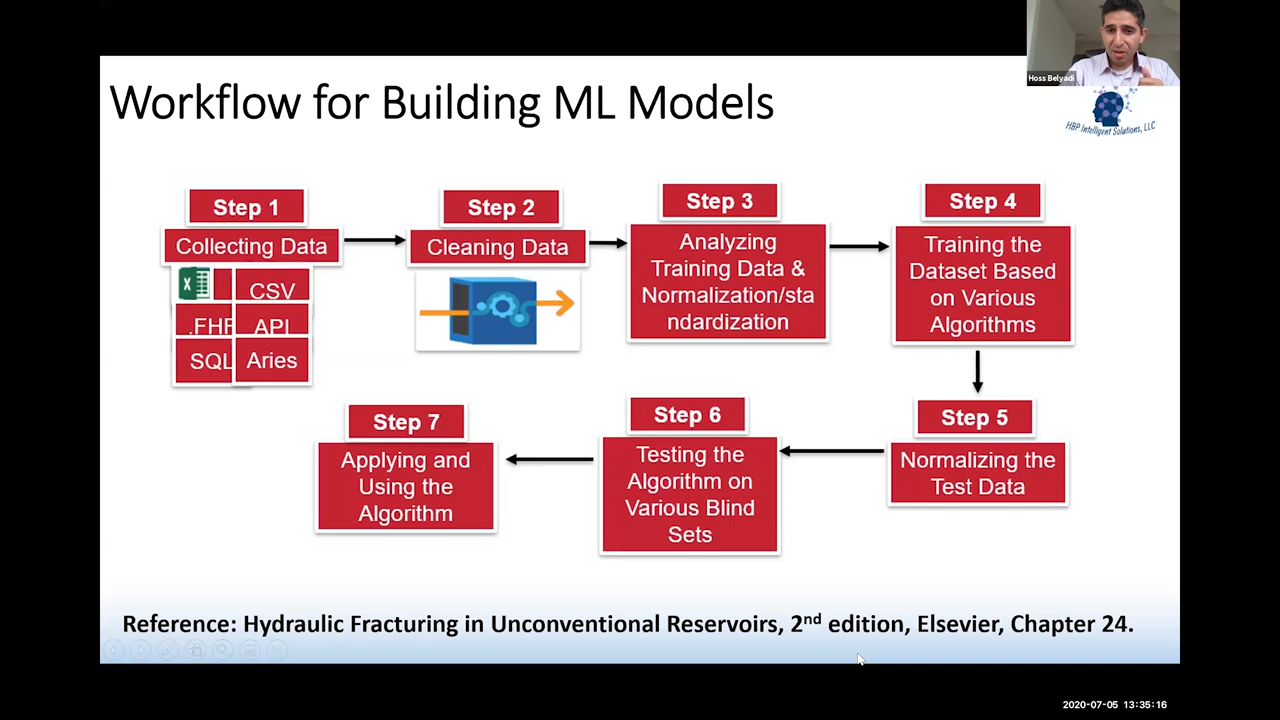 Hoss Belyadi
Workflow for Building ML Models
HBP Intelligent Solutions, LLC
Step 1
Collecting Data
CSV
.FHF
API
SQL
Aries
Step 2
Cleaning Data
Step 3
Analyzing
Training Data &
Normalization/sta
ndardization
Step 4
Training the
Dataset Based
on Various
Algorithms
Step 5
Normalizing the
Test Data
Step 6
Testing the
Algorithm on
Various Blind
Sets
Step 7
Applying and
Using the
Algorithm
Reference: Hydraulic Fracturing in Unconventional Reservoirs, 2nd edition, Elsevier, Chapter 24.
2020-07-05 13:35:16